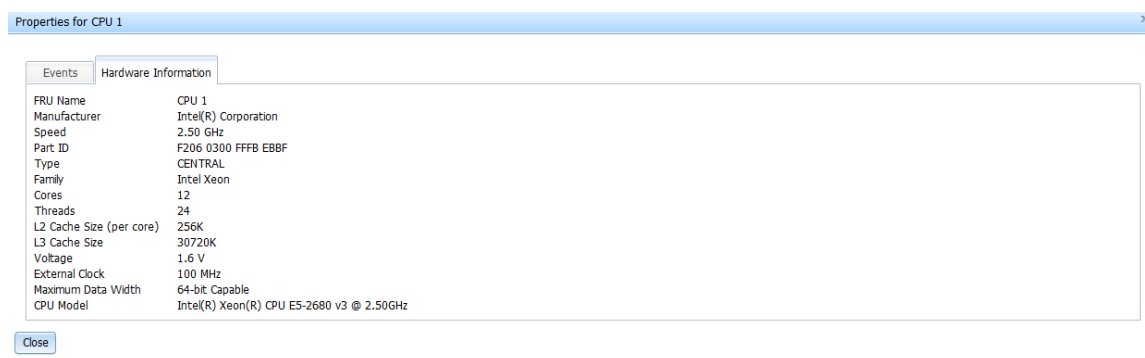 Properties for CPU 1
Events Hardware Information
FRU Name CPU 1
Manufacturer Intel(R) Corporation
Speed 2.50 GHz
Part ID F206 0300 FFFB EBBF
Type CENTRAL
Family Intel Xeon
Cores 12
Threads 24
L2 Cache Size (per core) 256K
L3 Cache Size 30720K
Voltage 1.6 V
External Clock 100 MHz
Maximum Data Width 64-bit Capable
CPU Model Intel(R) Xeon(R) CPU E5-2680 v3 @ 2.50GHz
Close